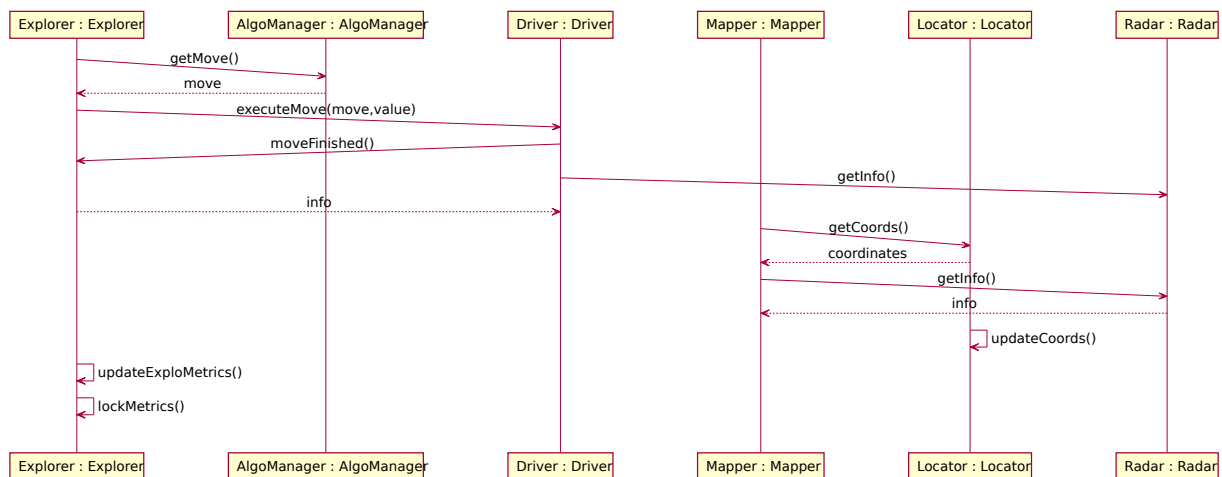 Explorer : Explorer
AlgoManager : AlgoManager
Driver : Driver
Mapper : Mapper
Locator : Locator
Radar : Radar
getMove()
move
executeMove(move,value)
moveFinished()
getInfo()
info
getCoords()
coordinates
getInfo()
info
updateCoords()
updateExploMetrics()
lockMetrics()
Explorer : Explorer
AlgoManager : AlgoManager
Driver : Driver
Mapper : Mapper
Locator : Locator
Radar : Radar